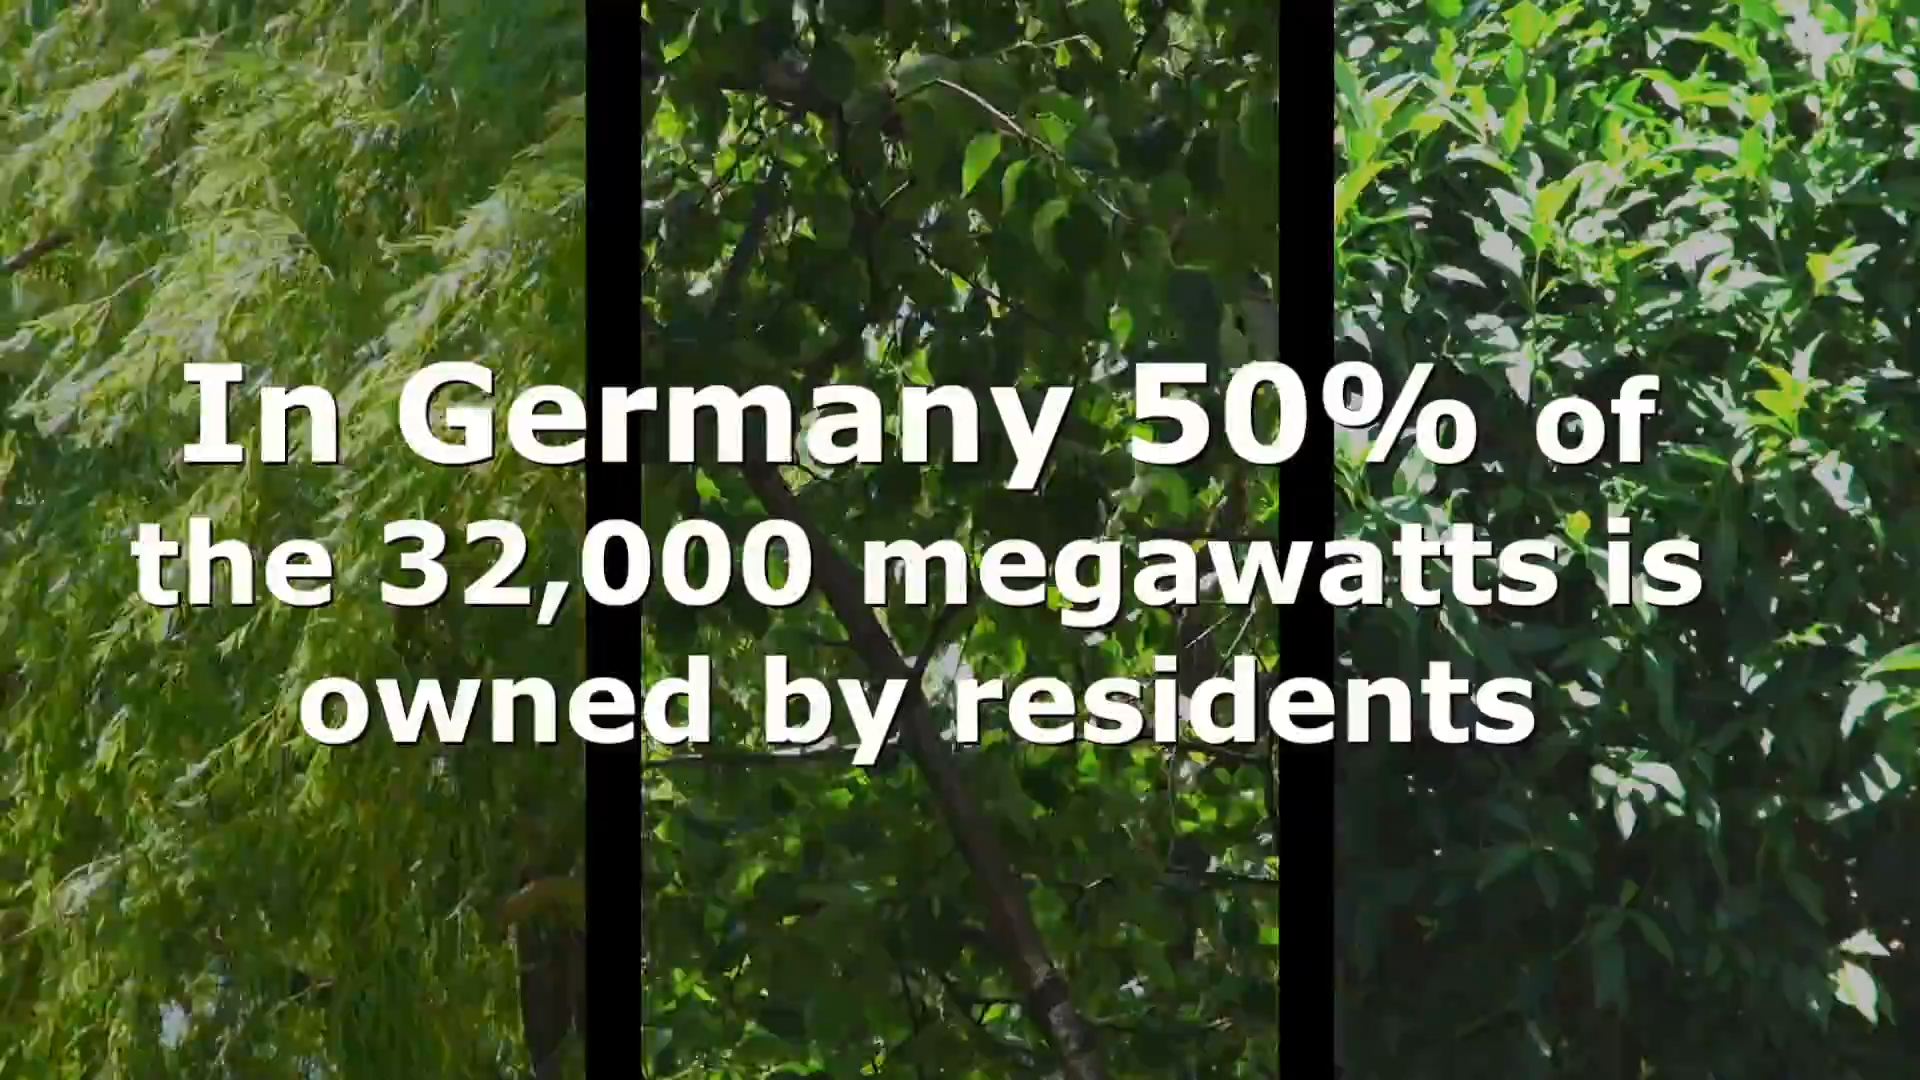 In Germany 50% of
the 32,000 megawatts is
owned by residents